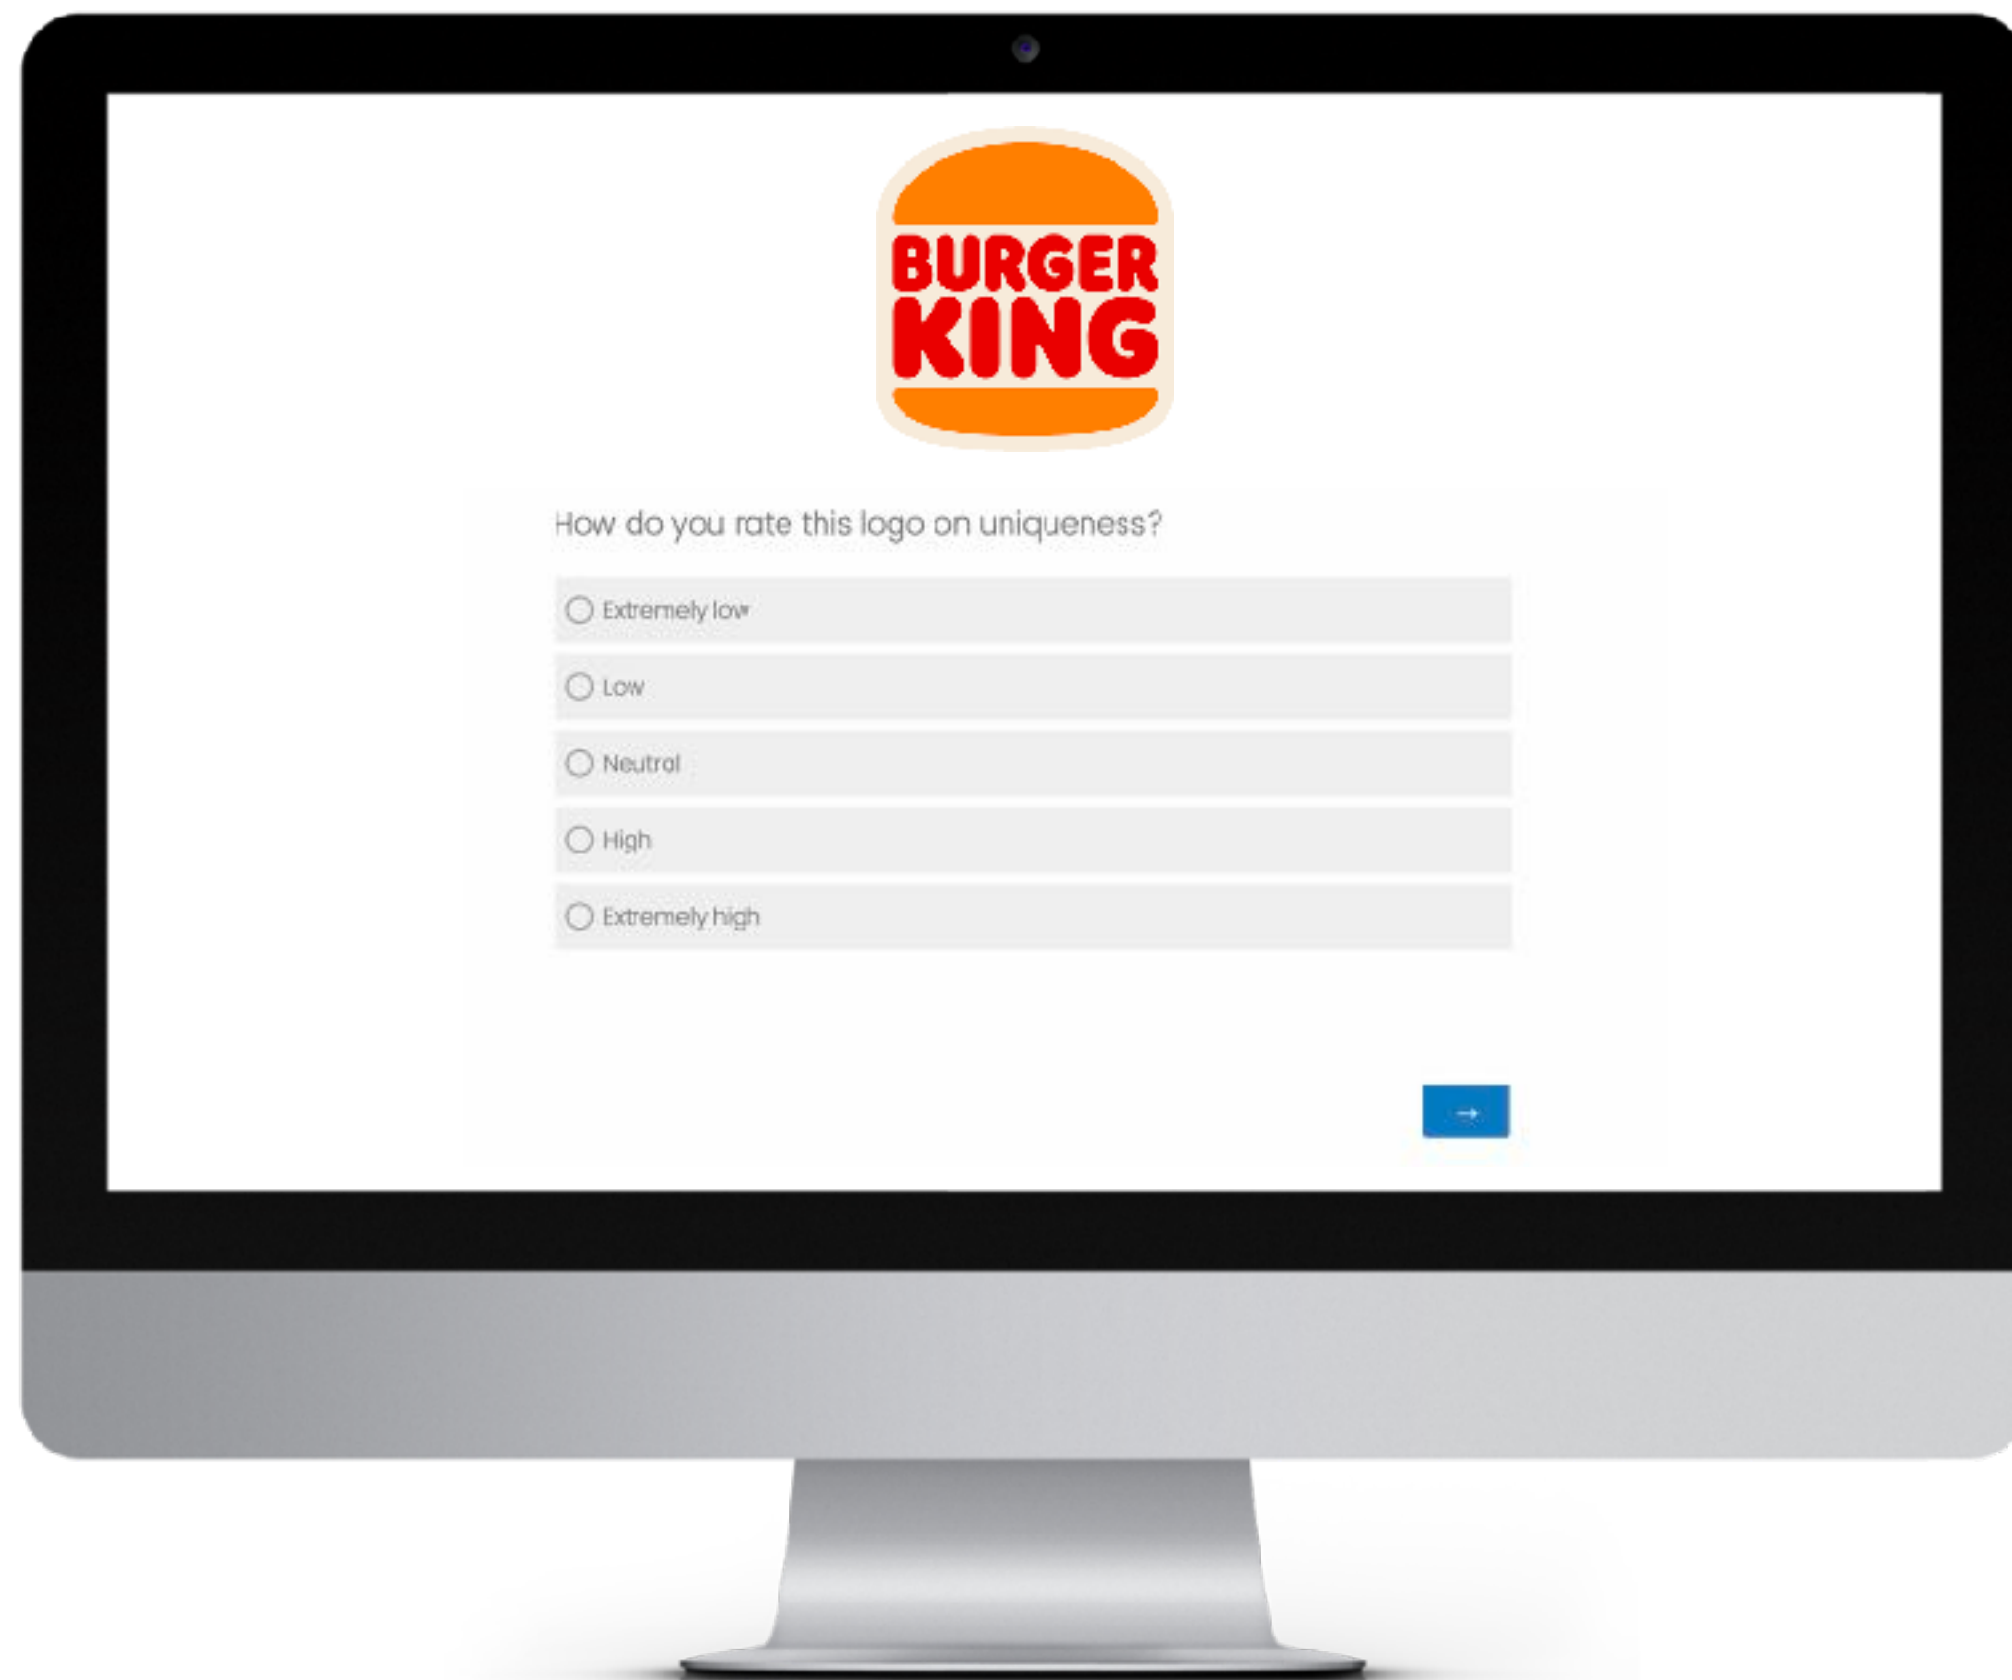 BURGER
KING
How do you rate this logo on uniqueness?
Extremely low
Low
Neutral
High
Extremely high
→